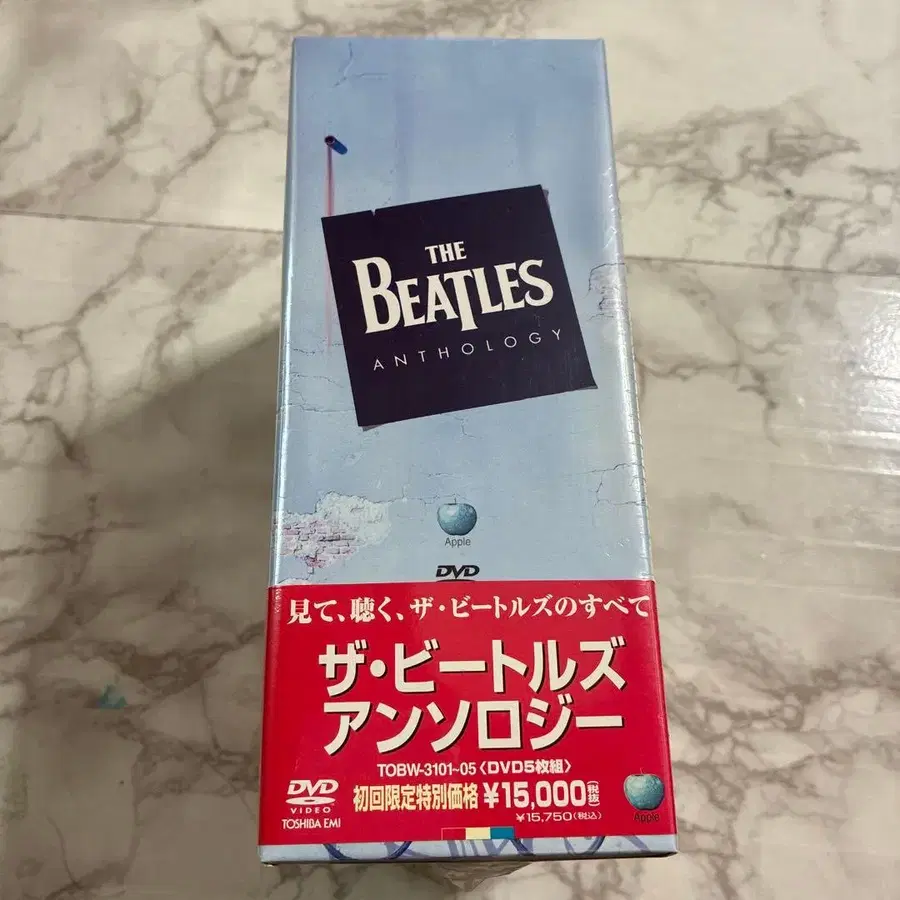 THE
BEATLES
ANTHOLOGY
Apple
DVD
見て、聴く、ザ・ビートルズのすべて
ザ・ビートルズ
アンソロジー
TOBW-3101~05〈DVD5枚組〉
DVD
VIDEO
TOSHIBA EMI
初回限定特別価格 ¥15,000(税抜)
¥15,750(税込)
Apple